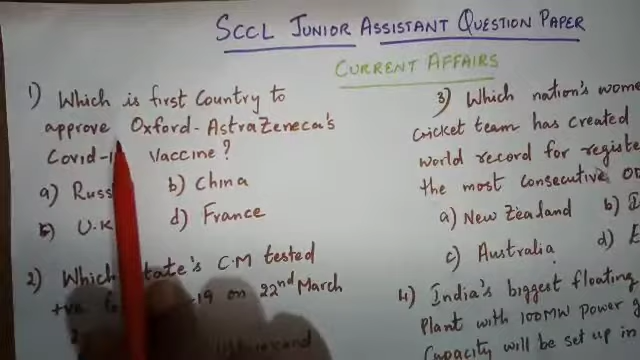 SCCL JUNIOR ASSISTANT QUESTION PAPER
CURRENT AFFAIRS
1) Which is first Country to
approve Oxford-AstraZeneca's
Covid-1 Vaccine?
a) Russ b) China
U.K d) France
2) Which tate's C.M tested
+ve 19 on 22nd March
3) Which nation's wome
cricket team has created
world record for register
the most consecutive O
a) New Zealand b)
c) Australia d) E
4) India's biggest floating
Plant with 100MW Power g
Capacity will be set up in